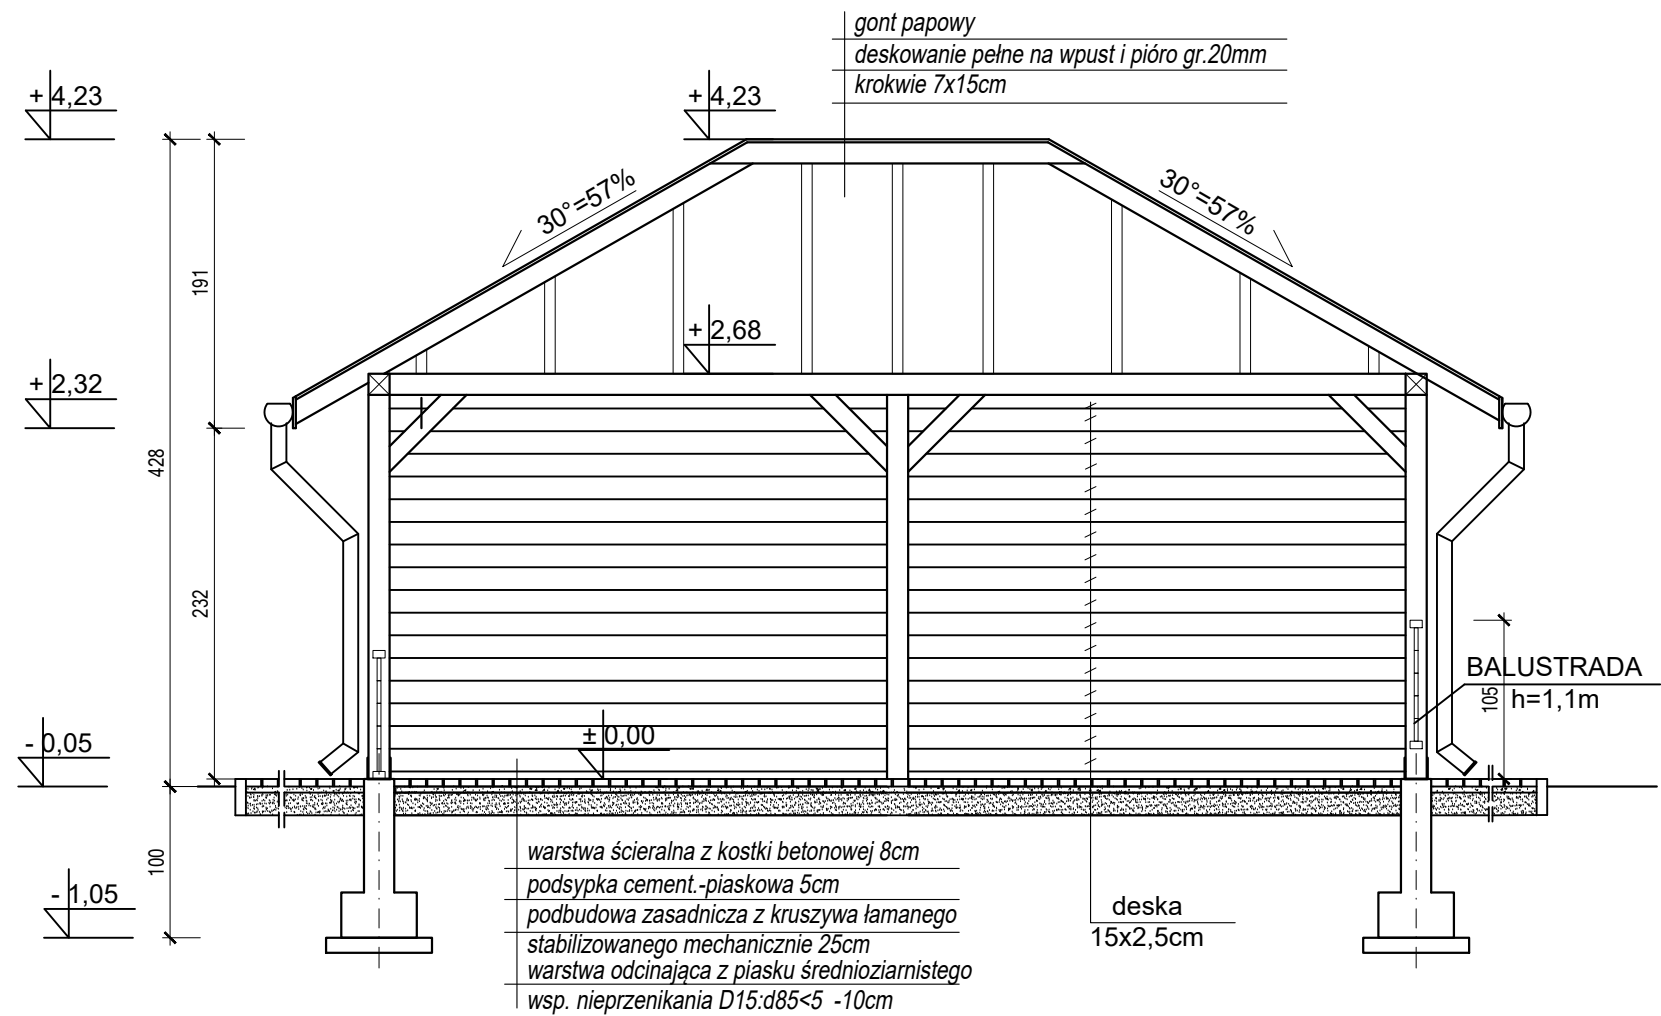 gont papowy
deskowanie pełne na wpust i pióro gr.20mm
krokwie 7x15cm
+ 4,23
+ 4,23
30°=57%
30°=57%
191
+ 2,68
+ 2,32
428
232
BALUSTRADA
h=1,1m
105
- 0,05
± 0,00
100
- 1,05
warstwa ścieralna z kostki betonowej 8cm
podsypka cement.-piaskowa 5cm
podbudowa zasadnicza z kruszywa łamanego
stabilizowanego mechanicznie 25cm
warstwa odcinająca z piasku średnioziarnistego
wsp. nieprzenikania D15:d85<5 -10cm
deska
15x2,5cm